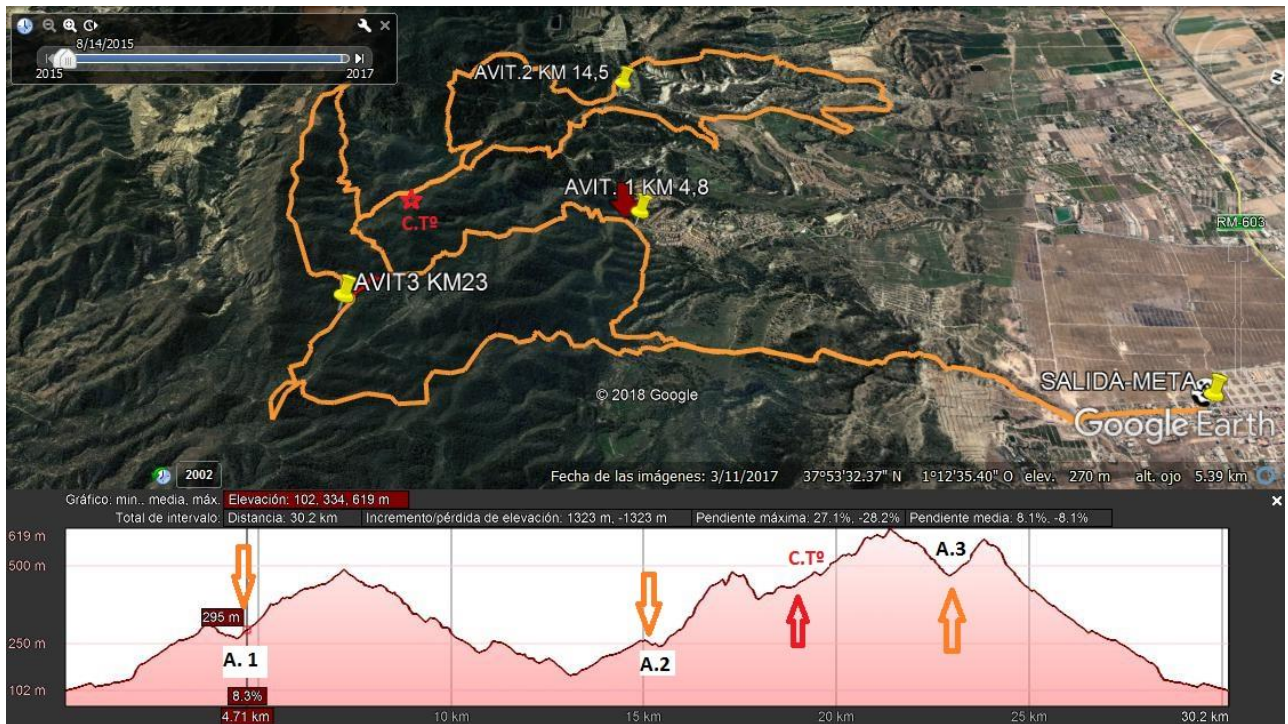 8/14/2015
2015
2017
AVIT.2 KM 14,5
AVIT. 1 KM 4,8
C.Tº
RM-603
AVIT3 KM23
SALIDA-META
© 2018 Google
Google Earth
2002
Fecha de las imágenes: 3/11/2017 37°53'32.37" N 1°12'35.40" O elev. 270 m alt. ojo 5.39 km
Gráfico: min., media, máx. Elevación: 102, 334, 619 m
Total de intervalo: Distancia: 30.2 km Incremento/pérdida de elevación: 1323 m, -1323 m Pendiente máxima: 27.1%, -28.2% Pendiente media: 8.1%, -8.1%
619 m
C.Tº
A.3
500 m
295 m
250 m
A. 1
A.2
102 m
8.3%
4.71 km
10 km
15 km
20 km
25 km
30.2 km